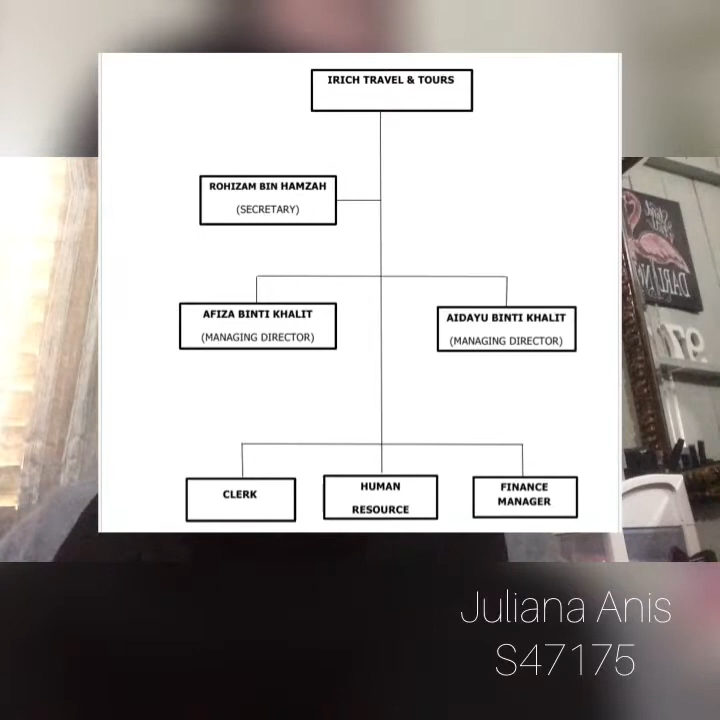 IRICH TRAVEL & TOURS
ROHIZAM BIN HAMZAH
(SECRETARY)
AFIZA BINTI KHALIT
(MANAGING DIRECTOR)
AIDAYU BINTI KHALIT
(MANAGING DIRECTOR)
CLERK
HUMAN
RESOURCE
FINANCE
MANAGER
DARLING
Juliana Anis
S47175